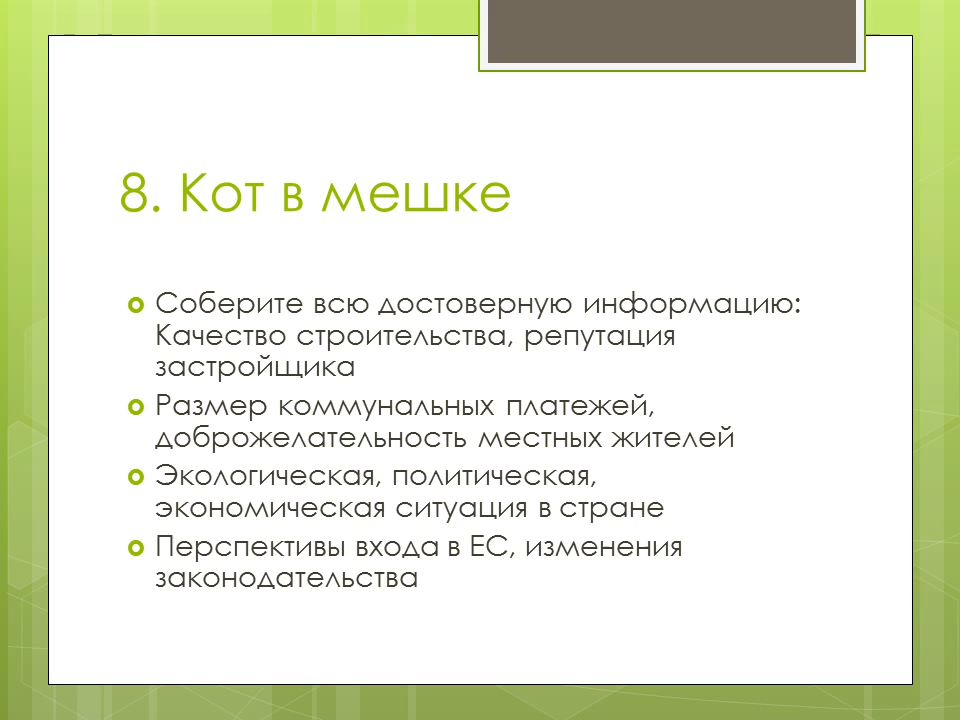 8. Кот в мешке
Соберите всю достоверную информацию:
Качество строительства, репутация
застройщика
Размер коммунальных платежей,
доброжелательность местных жителей
Экологическая, политическая,
экономическая ситуация в стране
Перспективы входа в ЕС, изменения
законодательства